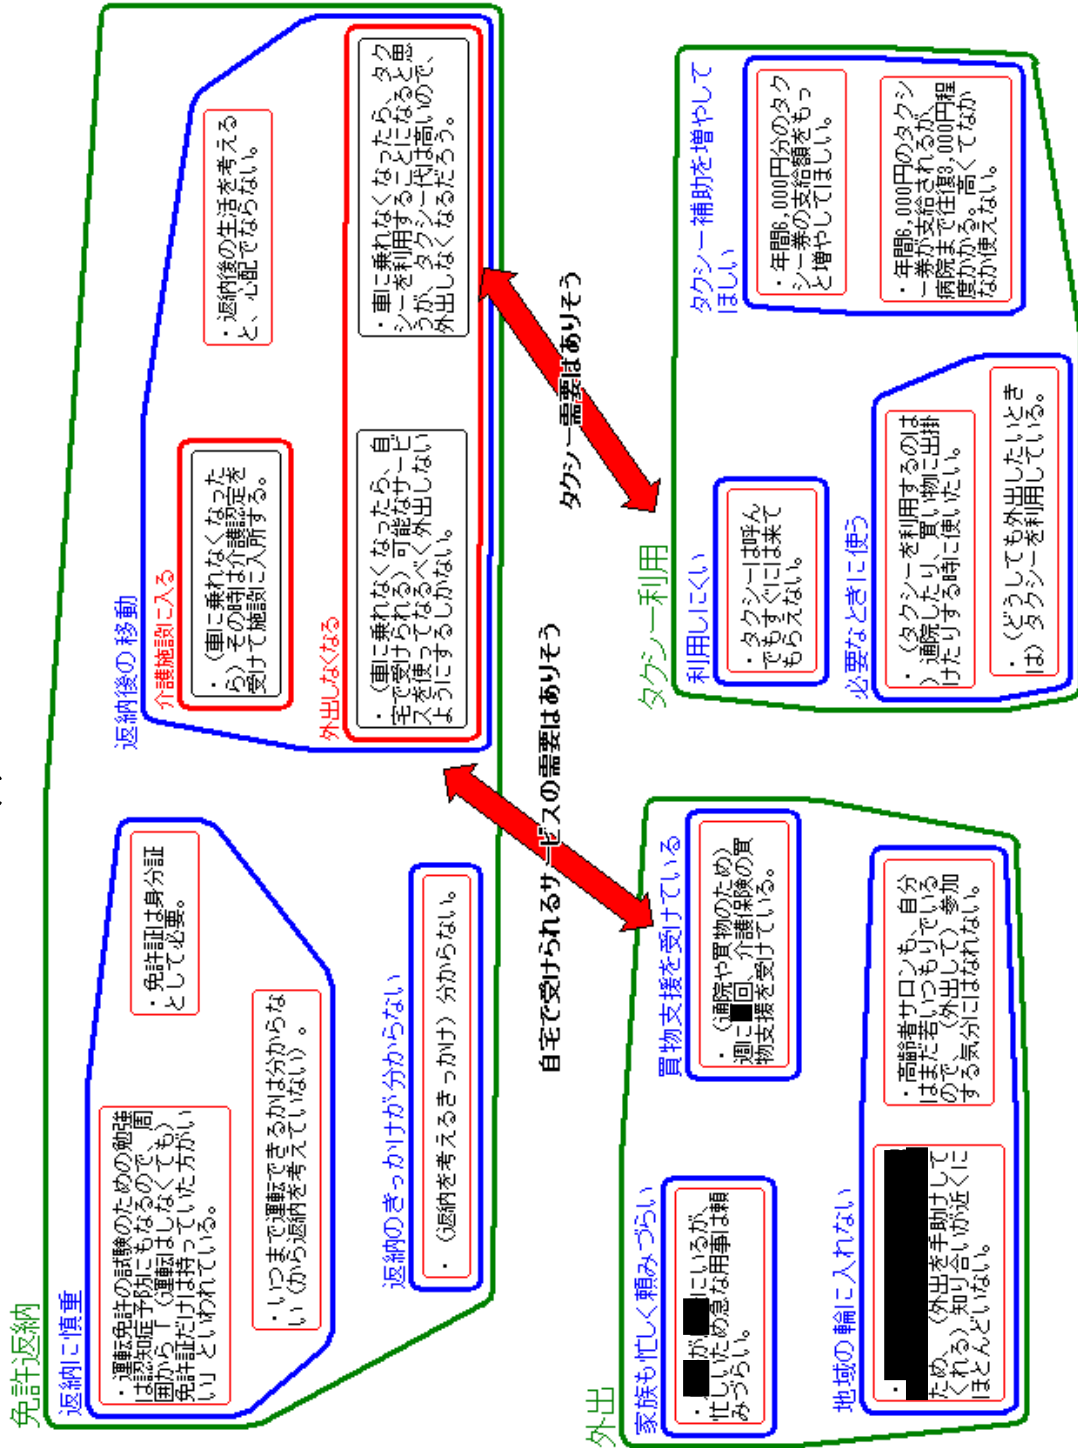 免許返納
返納に慎重
・運転免許の試験のための勉強
は認知症予防にもなるので、周
囲から「（運転はしなくても）
免許証だけは持っていた方がい
い」といわれている。
・免許証は身分証
として必要。
・いつまで運転できるかは分からな
い（から返納を考えていない）。
返納のきっかけが分からない
・（返納を考えるきっかけ）分からない。
返納後の移動
介護施設に入る
・（車に乗れなくなった
ら）その時は介護認定を
受けて施設に入所する。
・返納後の生活を考える
と、心配でならない。
外出しなくなる
・（車に乗れなくなったら、自
宅で受けられる）可能なサービ
スを使ってなるべく外出しない
ようにするしかない。
・車に乗れなくなったら、タク
シーを利用することになると思
うが、タクシー代は高いので、
外出しなくなるだろう。
自宅で受けられるサービスの需要はありそう
タクシー需要はありそう
外出
家族も忙しく頼みづらい
・
が
にいるが、
忙しいため急な用事は頼
みづらい。
買物支援を受けている
・（通院や買物のため）
週に
回、介護保険の買
物支援を受けている。
地域の輪に入れない
・
ため、（外出を手助けして
くれる）知り合いが近くに
ほとんどいない。
・高齢者サロンも、自分
はまだ若いつもりでいる
ので、（外出して）参加
する気分にはなれない。
タクシー利用
利用しにくい
・タクシーは呼ん
でもすぐには来て
もらえない。
タクシー補助を増やして
ほしい
・年間6,000円分のタク
シー券の支給額をもっ
と増やしてほしい。
・年間6,000円のタクシ
ー券が支給されるが、
病院まで往復3,000円程
度かかる。高くてなか
なか使えない。
必要なときに使う
・（タクシーを利用するのは
）通院したり、買い物に出掛
けたりする時に使いたい。
・（どうしても外出したいとき
は）タクシーを利用している。